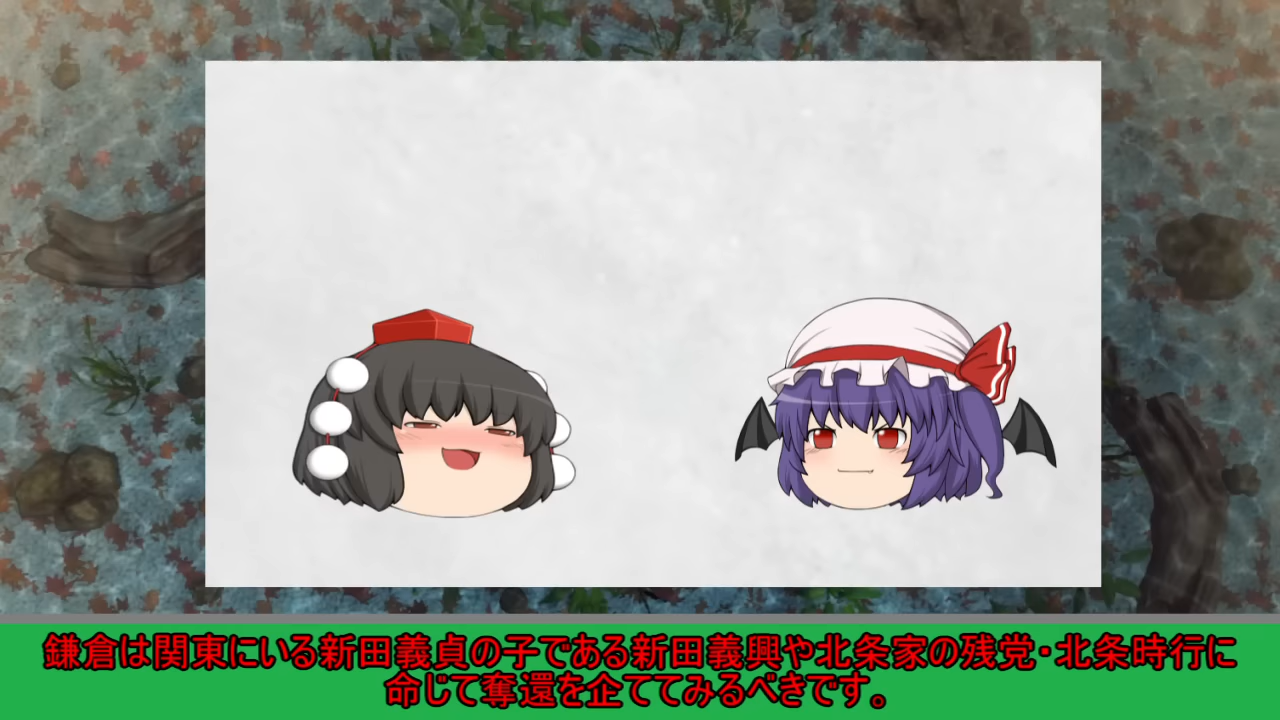 鎌倉は関東にいる新田義貞の子である新田義興や北条家の残党・北条時行に
命じて奪還を企ててみるべきです。